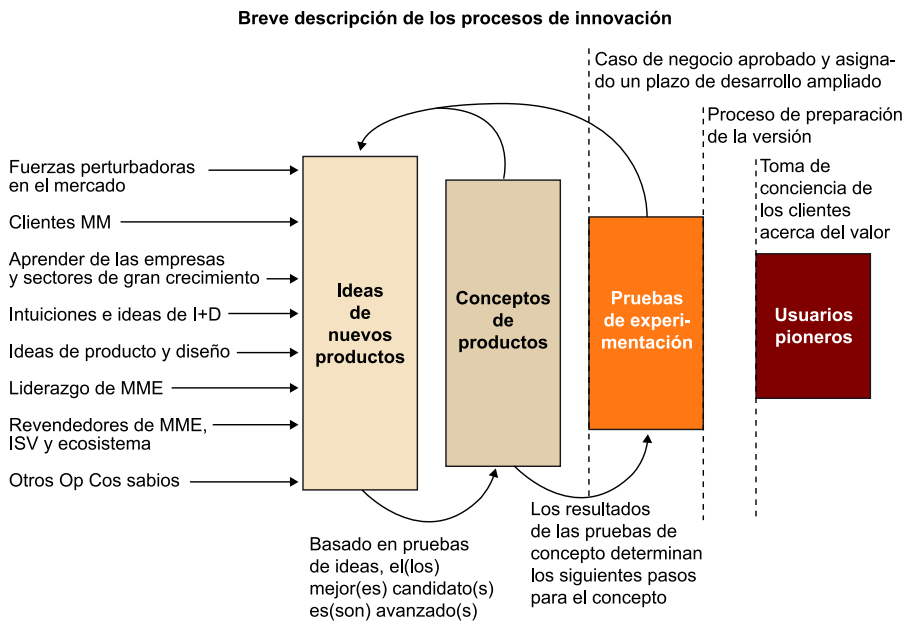 Breve descripción de los procesos de innovación
Caso de negocio aprobado y asigna-
do un plazo de desarrollo ampliado
Proceso de preparación
de la versión
Toma de
conciencia de
los clientes
acerca del valor
Fuerzas perturbadoras
en el mercado
Clientes MM
Aprender de las empresas
y sectores de gran crecimiento
Intuiciones e ideas de I+D
Ideas de producto y diseño
Liderazgo de MME
Revendedores de MME,
ISV y ecosistema
Otros Op Cos sabios
Ideas
de
nuevos
productos
Conceptos
de
productos
Pruebas
de experi-
mentación
Usuarios
pioneros
Basado en pruebas
de ideas, el(los)
mejor(es) candidato(s)
es(son) avanzado(s)
Los resultados
de las pruebas de
concepto determinan
los siguientes pasos
para el concepto